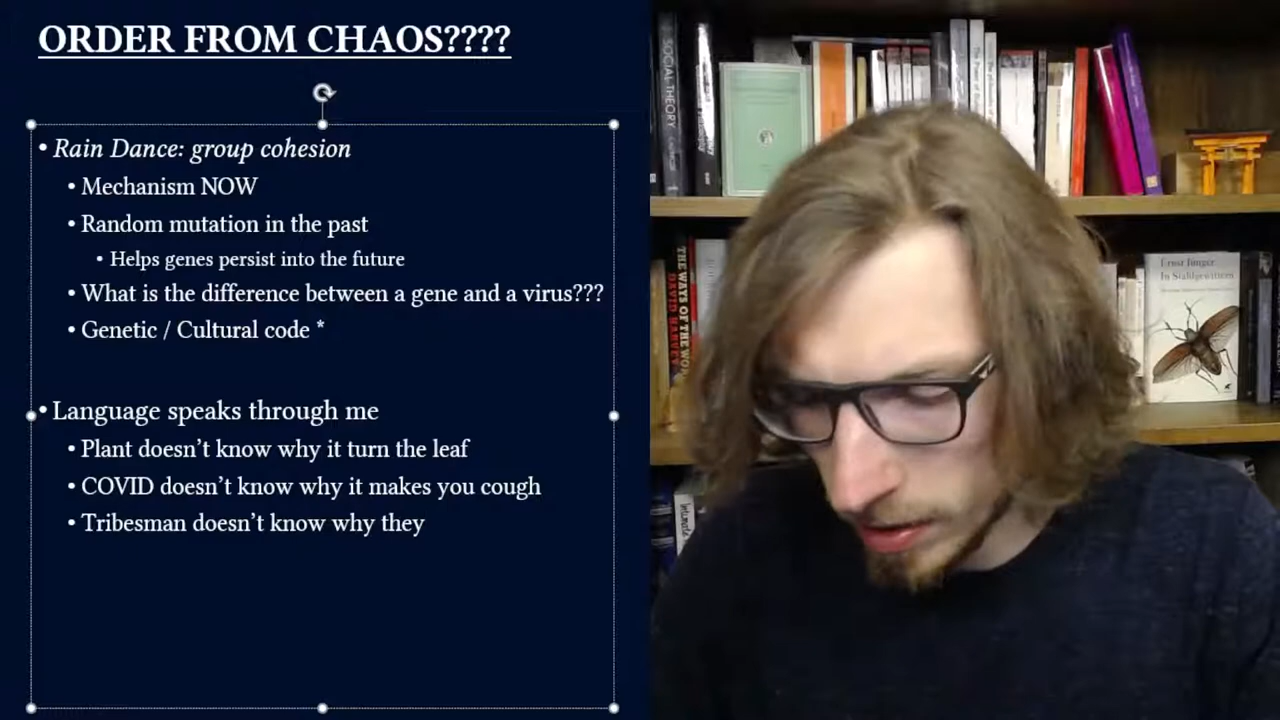 ORDER FROM CHAOS????
• Rain Dance: group cohesion
• Mechanism NOW
• Random mutation in the past
• Helps genes persist into the future
• What is the difference between a gene and a virus???
• Genetic / Cultural code *
• Language speaks through me
• Plant doesn’t know why it turn the leaf
• COVID doesn’t know why it makes you cough
• Tribesman doesn’t know why they
SOCIAL THEORY
THE WAYS OF THE WO
DAVID HARVEY
Ernst Jünger
In Stahlgewittern